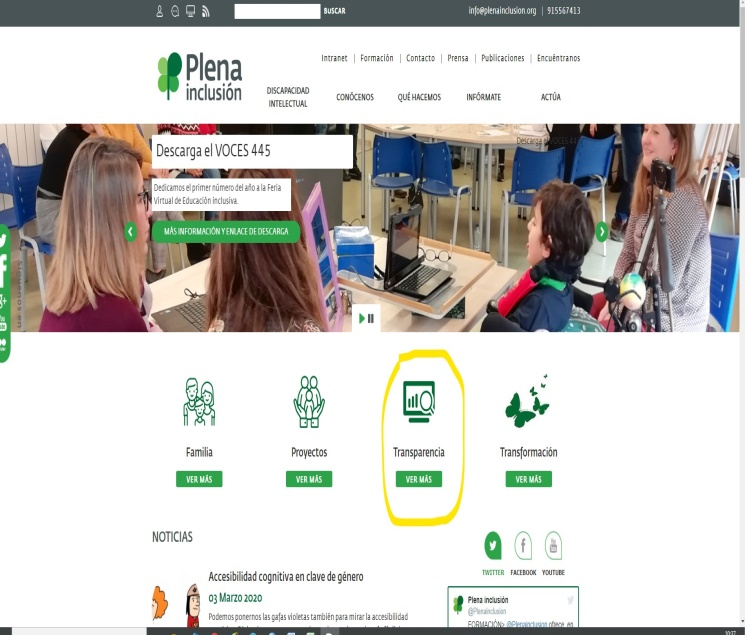 BUSCAR
info@plenainclusion.org | 915567413
Plena
inclusión
Intranet | Formación | Contacto | Prensa | Publicaciones | Encuéntranos
DISCAPACIDAD
INTELECTUAL
CONÓCENOS
QUÉ HACEMOS
INFÓRMATE
ACTÚA
Descarga el VOCES 445
Descarga el VOCES 445
Dedicamos el primer número del año a la Feria
Virtual de Educación inclusiva.
MÁS INFORMACIÓN Y ENLACE DE DESCARGA
Familia
Proyectos
Transparencia
Transformación
VER MÁS
VER MÁS
VER MÁS
VER MÁS
NOTICIAS
TWITTER
FACEBOOK
YOUTUBE
Accesibilidad cognitiva en clave de género
03 Marzo 2020
Podemos ponernos las gafas violetas también para mirar la accesibilidad
Plena inclusión
@Plenainclusion
FORMACIÓN> @Plenainclusion ofrece en
10:27